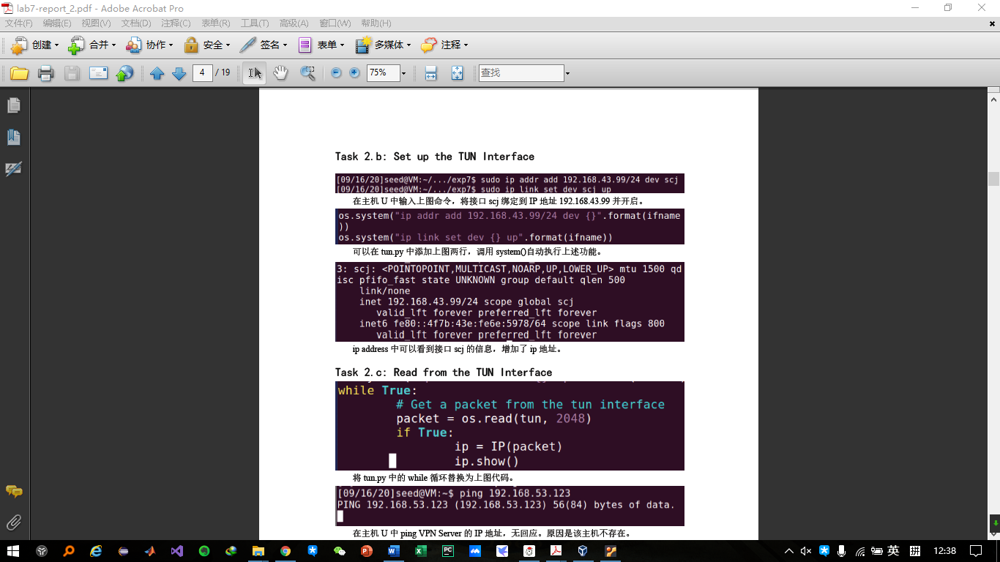 lab7-report_2.pdf - Adobe Acrobat Pro
文件(F) 编辑(E) 视图(V) 文档(D) 注释(C) 表单(R) 工具(T) 高级(A) 窗口(W) 帮助(H)
创建 合并 协作 安全 签名 表单 多媒体 注释
4 / 19 75% 查找
Task 2.b: Set up the TUN Interface
[09/16/20]seed@VM:~/.../exp7$ sudo ip addr add 192.168.43.99/24 dev scj
[09/16/20]seed@VM:~/.../exp7$ sudo ip link set dev scj up
在主机 U 中输入上图命令，将接口 scj 绑定到 IP 地址 192.168.43.99 并开启。
os.system("ip addr add 192.168.43.99/24 dev {}".format(ifname
))
os.system("ip link set dev {} up".format(ifname))
可以在 tun.py 中添加上图两行，调用 system()自动执行上述功能。
3: scj: <POINTOPOINT,MULTICAST,NOARP,UP,LOWER_UP> mtu 1500 qd
isc pfifo_fast state UNKNOWN group default qlen 500
link/none
inet 192.168.43.99/24 scope global scj
valid_lft forever preferred_lft forever
inet6 fe80::4f7b:43e:fe6e:5978/64 scope link flags 800
valid_lft forever preferred_lft forever
ip address 中可以看到接口 scj 的信息，增加了 ip 地址。
Task 2.c: Read from the TUN Interface
while True:
# Get a packet from the tun interface
packet = os.read(tun, 2048)
if True:
ip = IP(packet)
ip.show()
将 tun.py 中的 while 循环替换为上图代码。
[09/16/20]seed@VM:~$ ping 192.168.53.123
PING 192.168.53.123 (192.168.53.123) 56(84) bytes of data.
在主机 U 中 ping VPN Server 的 IP 地址，无回应。原因是该主机不存在。
英 拼 12:38